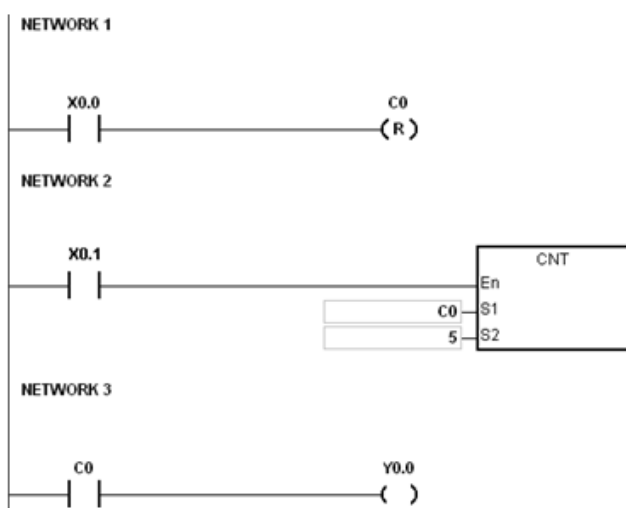 NETWORK 1
X0.0 C0
( R )
NETWORK 2
X0.1
CNT
En
C0 S1
5 S2
NETWORK 3
C0 Y0.0
( )